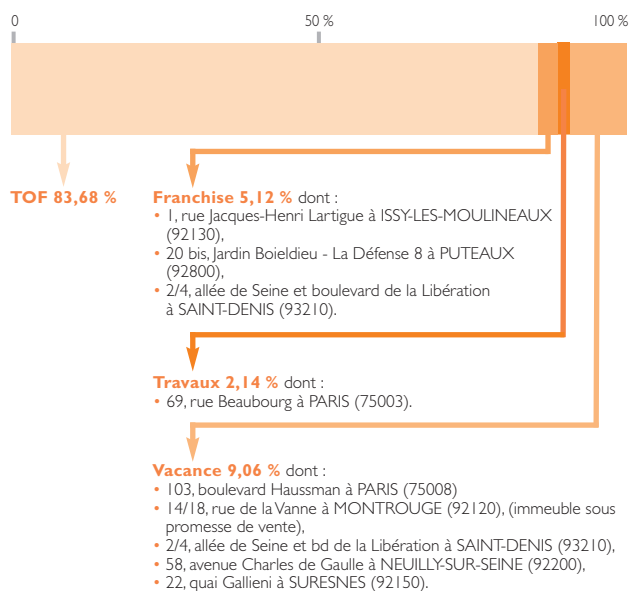 0 50 % 100 %
TOF 83,68 %
Franchise 5,12 % dont :
• 1, rue Jacques-Henri Lartigue à ISSY-LES-MOULINEAUX
(92130),
• 20 bis, Jardin Boieldieu - La Défense 8 à PUTEAUX
(92800),
• 2/4, allée de Seine et boulevard de la Libération
à SAINT-DENIS (93210).
Travaux 2,14 % dont :
• 69, rue Beaubourg à PARIS (75003).
Vacance 9,06 % dont :
• 103, boulevard Haussman à PARIS (75008)
• 14/18, rue de la Vanne à MONTROUGE (92120), (immeuble sous
promesse de vente),
• 2/4, allée de Seine et bd de la Libération à SAINT-DENIS (93210),
• 58, avenue Charles de Gaulle à NEUILLY-SUR-SEINE (92200),
• 22, quai Gallieni à SURESNES (92150).